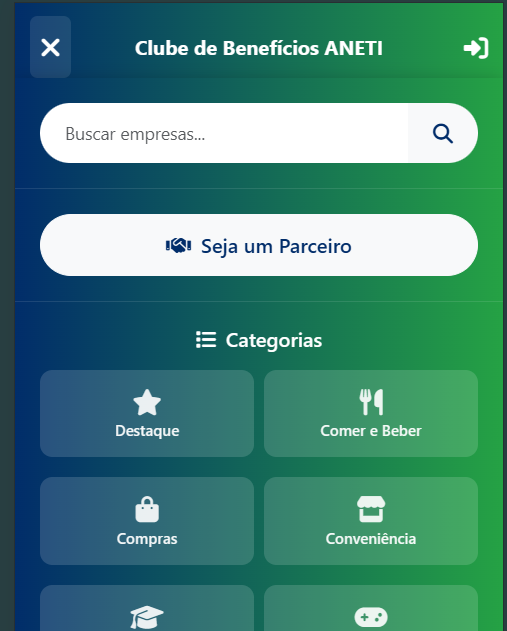 Clube de Benefícios ANETI
Buscar empresas...
Seja um Parceiro
Categorias
Destaque
Comer e Beber
Compras
Conveniência